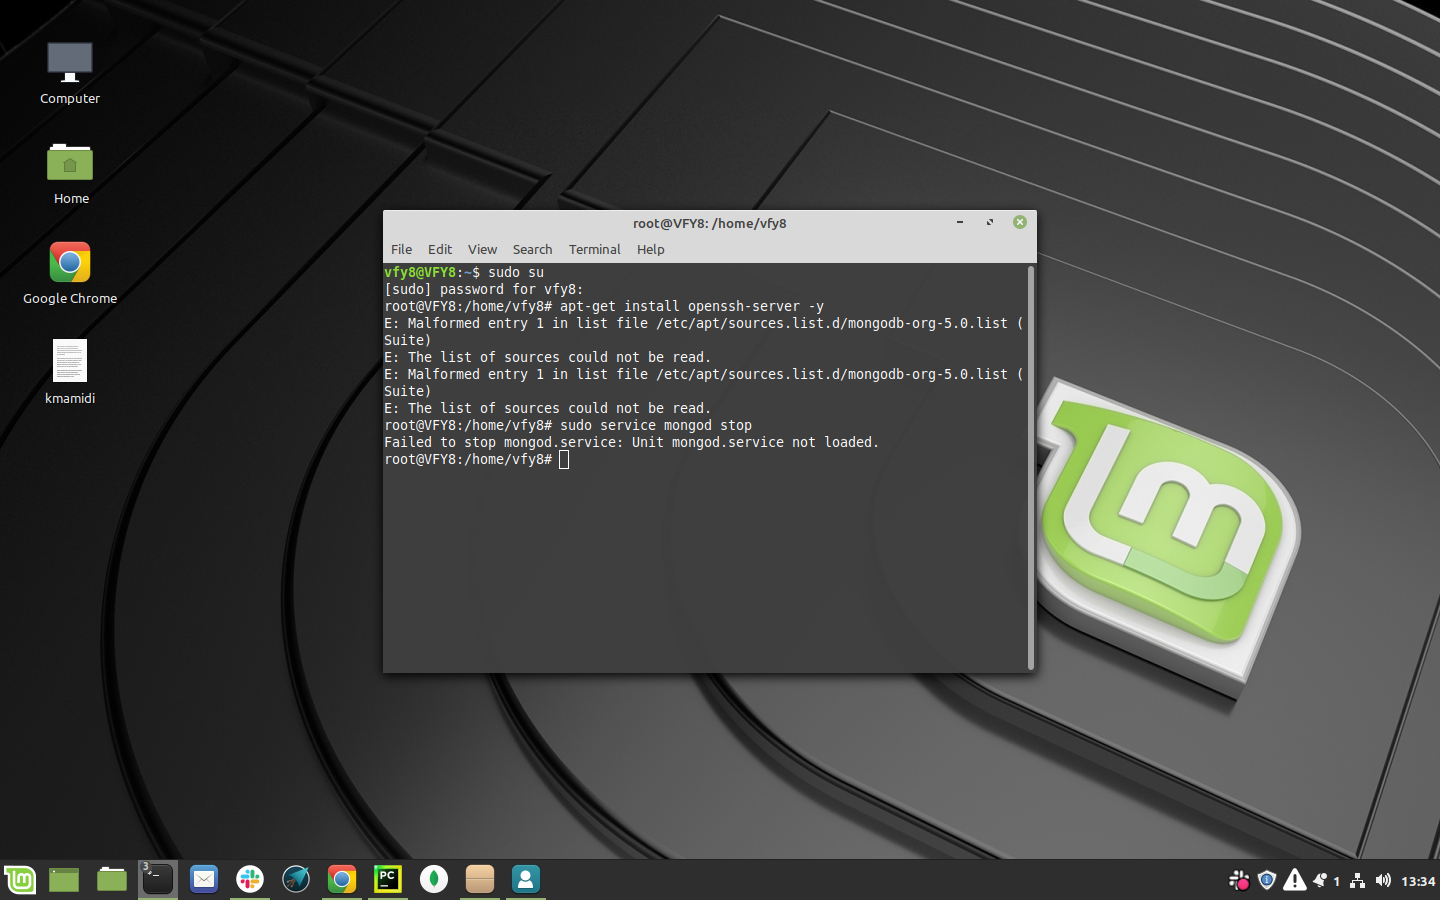 Computer
Home
Google Chrome
kmamidi
root@VFY8: /home/vfy8
File Edit View Search Terminal Help
vfy8@VFY8:~$ sudo su
[sudo] password for vfy8:
root@VFY8:/home/vfy8# apt-get install openssh-server -y
E: Malformed entry 1 in list file /etc/apt/sources.list.d/mongodb-org-5.0.list (
Suite)
E: The list of sources could not be read.
E: Malformed entry 1 in list file /etc/apt/sources.list.d/mongodb-org-5.0.list (
Suite)
E: The list of sources could not be read.
root@VFY8:/home/vfy8# sudo service mongod stop
Failed to stop mongod.service: Unit mongod.service not loaded.
root@VFY8:/home/vfy8#
3
PC
1
13:34